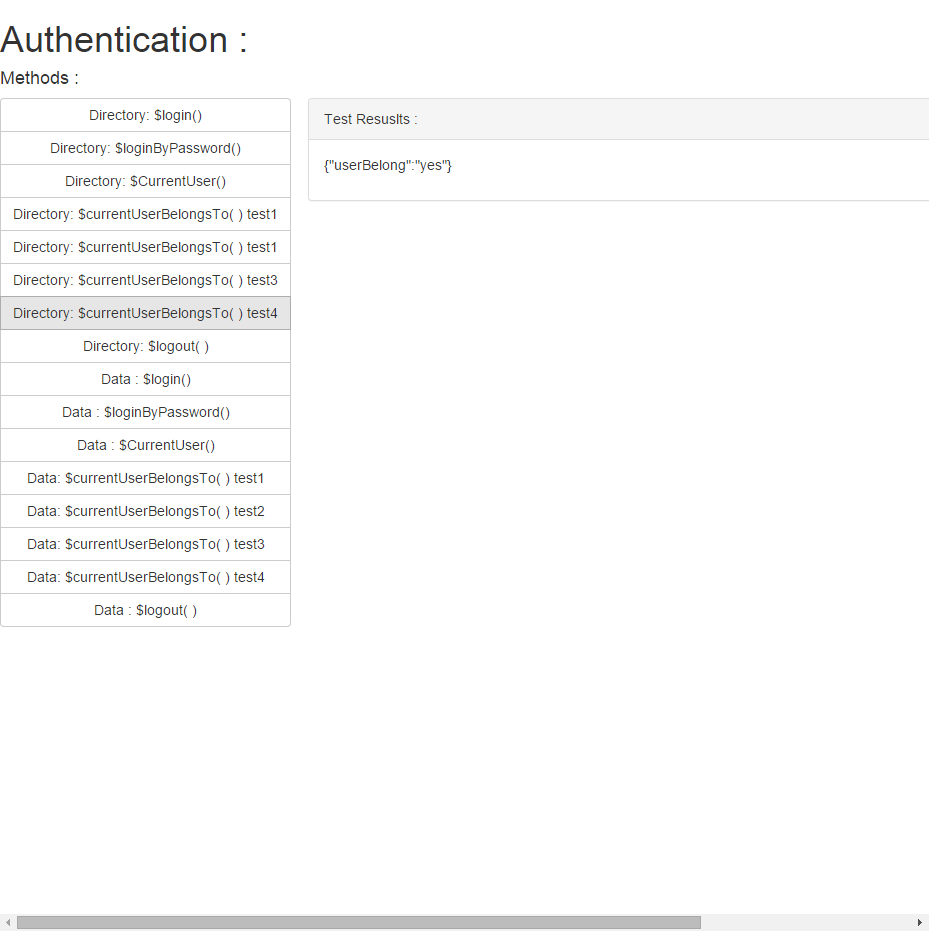 Authentication :
Methods :
Directory: $login()
Directory: $loginByPassword()
Directory: $CurrentUser()
Directory: $currentUserBelongsTo( ) test1
Directory: $currentUserBelongsTo( ) test1
Directory: $currentUserBelongsTo( ) test3
Directory: $currentUserBelongsTo( ) test4
Directory: $logout( )
Data : $login()
Data : $loginByPassword()
Data : $CurrentUser()
Data: $currentUserBelongsTo( ) test1
Data: $currentUserBelongsTo( ) test2
Data: $currentUserBelongsTo( ) test3
Data: $currentUserBelongsTo( ) test4
Data : $logout( )
Test Resuslts :
{"userBelong":"yes"}